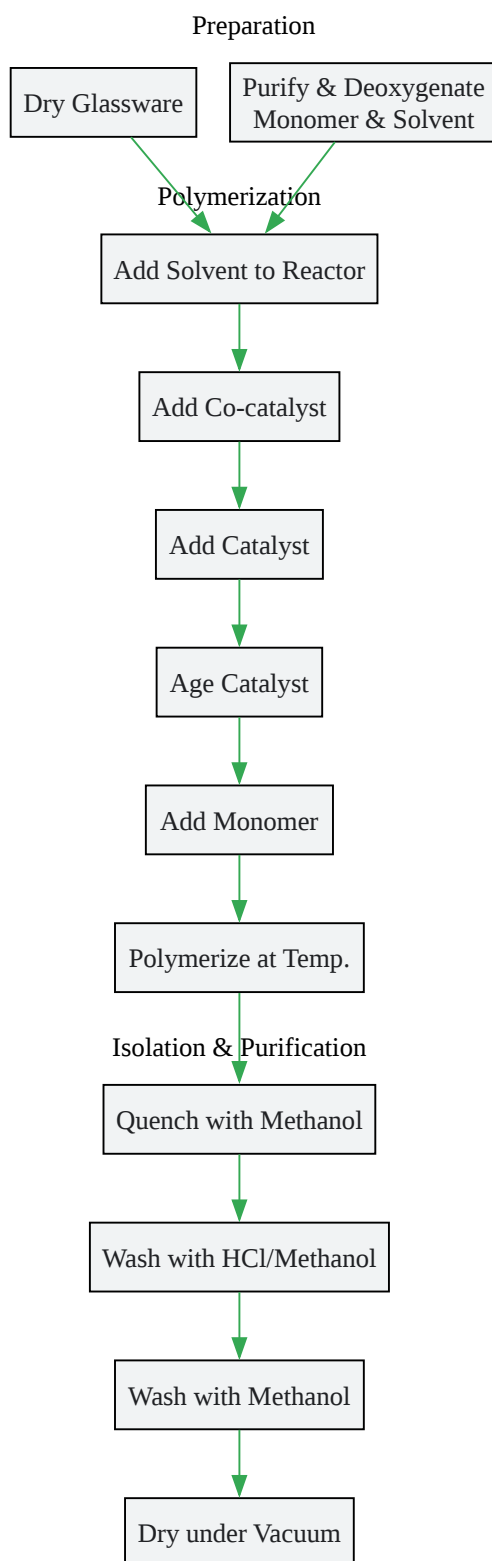 Preparation
Dry Glassware
Purify & Deoxygenate
Monomer & Solvent
Polymerization
Add Solvent to Reactor
Add Co-catalyst
Add Catalyst
Age Catalyst
Add Monomer
Polymerize at Temp.
Isolation & Purification
Quench with Methanol
Wash with HCl/Methanol
Wash with Methanol
Dry under Vacuum